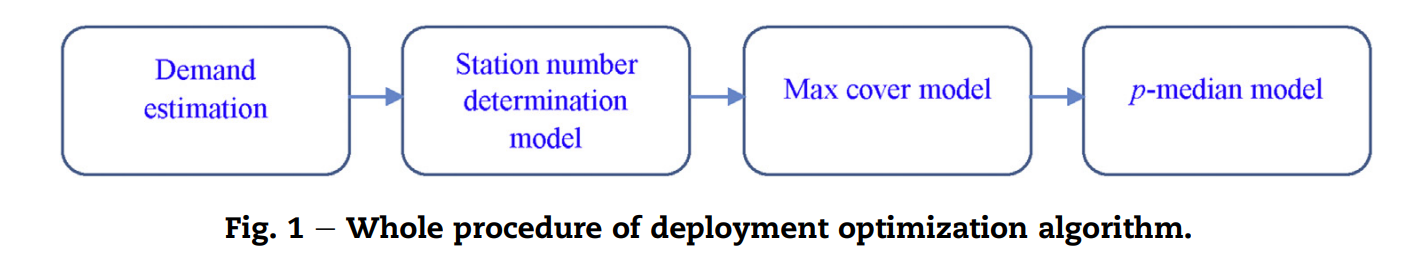 Demand
estimation
Station number
determination
model
Max cover model
p-median model
Fig. 1 – Whole procedure of deployment optimization algorithm.